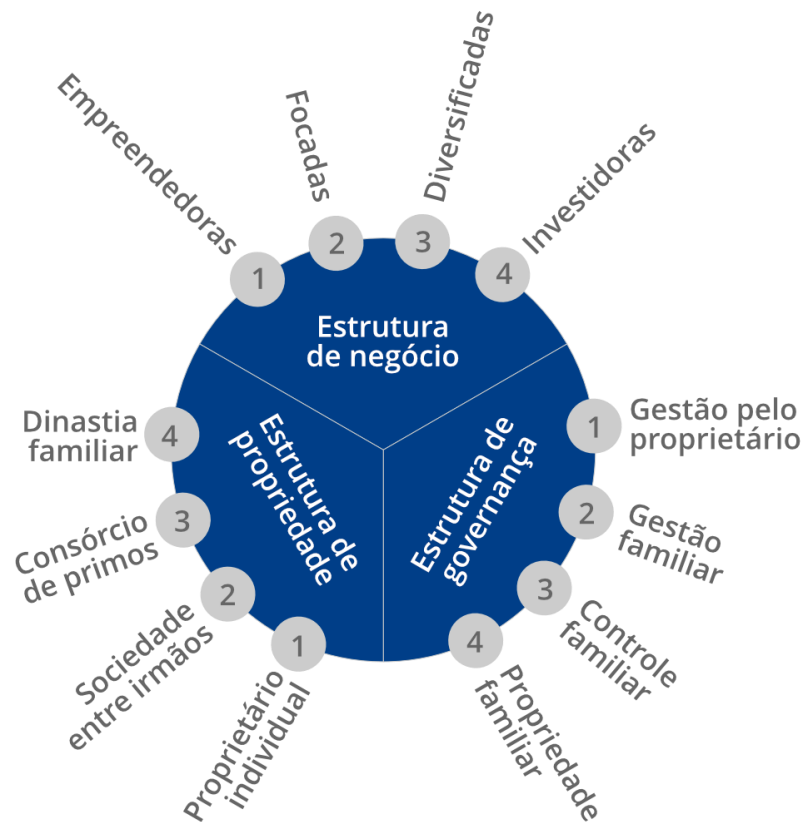 Empreendedoras
1
Focadas
2
Diversificadas
3
Investidoras
4
Estrutura
de negócio
Gestão pelo
proprietário
1
Gestão
familiar
2
Controle
familiar
3
Propriedade
familiar
4
Estrutura de
governança
Proprietário
individual
1
Sociedade
entre irmãos
2
Consórcio
de primos
3
Dinastia
familiar
4
Estrutura de
propriedade